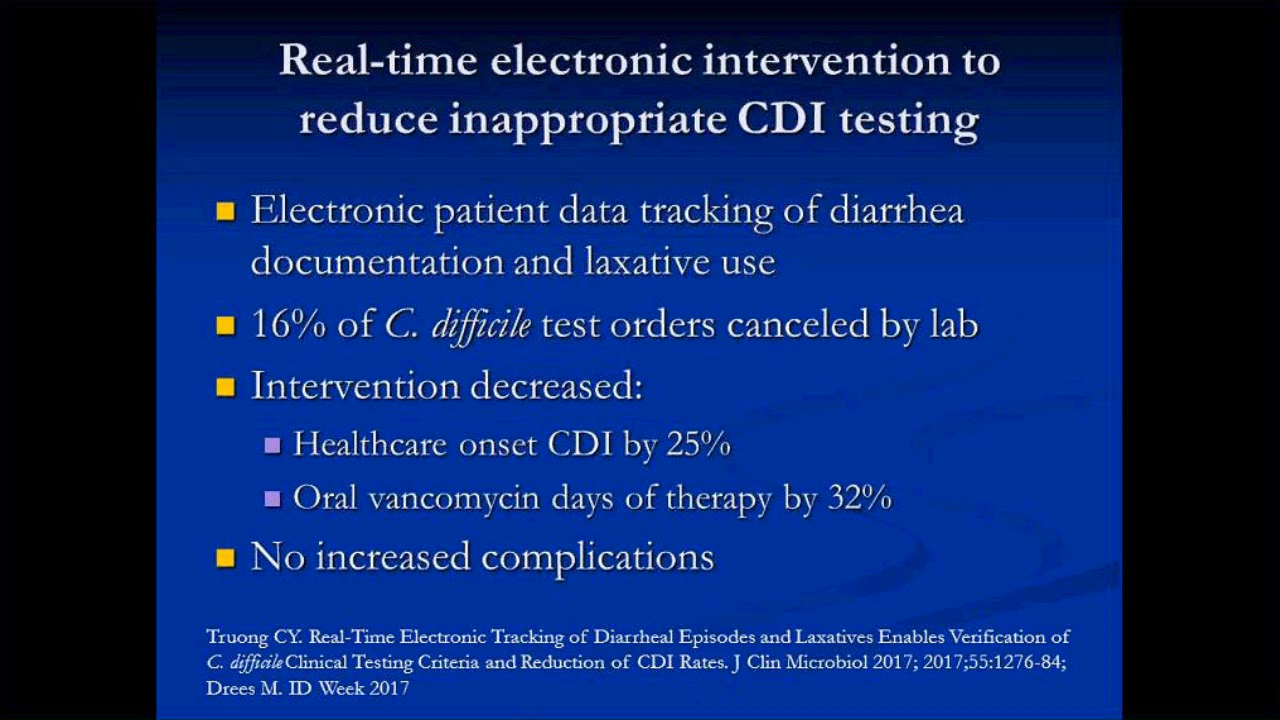 Real-time electronic intervention to
reduce inappropriate CDI testing
Electronic patient data tracking of diarrhea
documentation and laxative use
16% of C. difficile test orders canceled by lab
Intervention decreased:
Healthcare onset CDI by 25%
Oral vancomycin days of therapy by 32%
No increased complications
Truong CY. Real-Time Electronic Tracking of Diarrheal Episodes and Laxatives Enables Verification of
C. difficile Clinical Testing Criteria and Reduction of CDI Rates. J Clin Microbiol 2017; 2017;55:1276-84;
Drees M. ID Week 2017